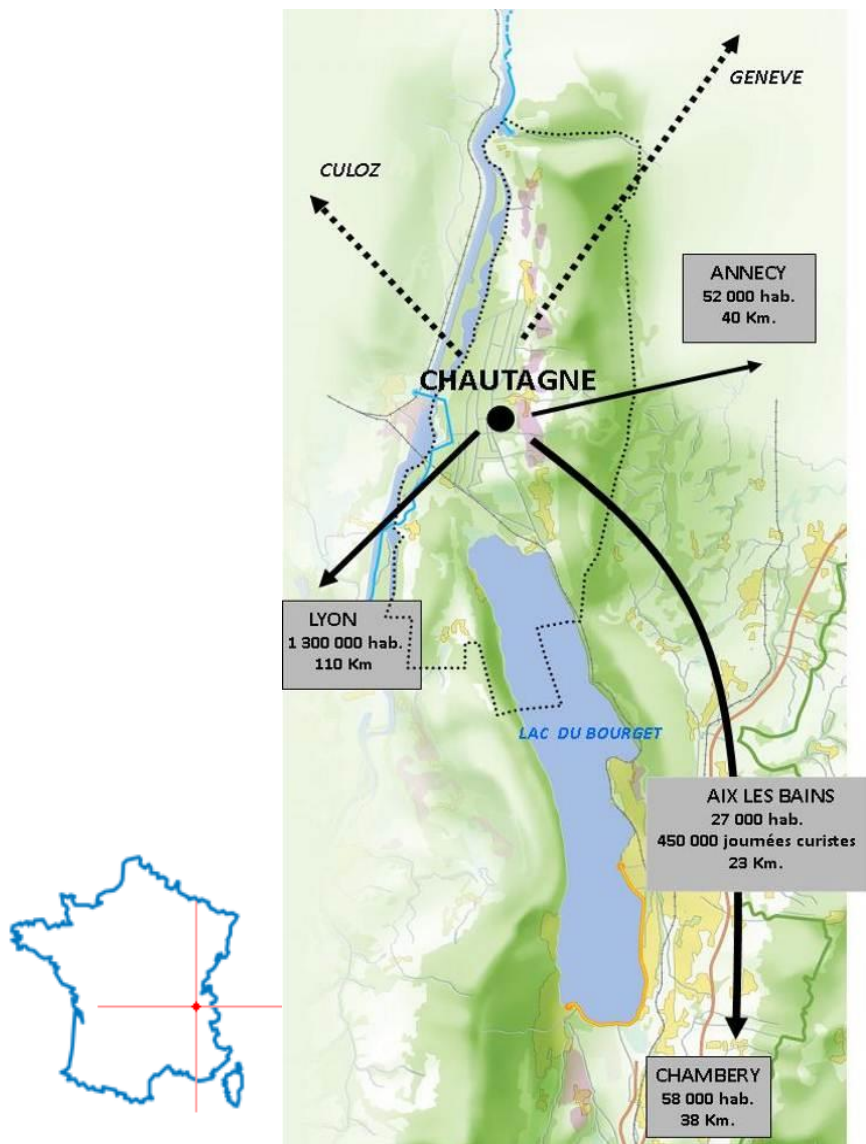 GENEVE
CULOZ
ANNECY
52 000 hab.
40 Km.
CHAUTAGNE
LYON
1 300 000 hab.
110 Km
LAC DU BOURGET
AIX LES BAINS
27 000 hab.
450 000 journées curistes
23 Km.
CHAMBERY
58 000 hab.
38 Km.